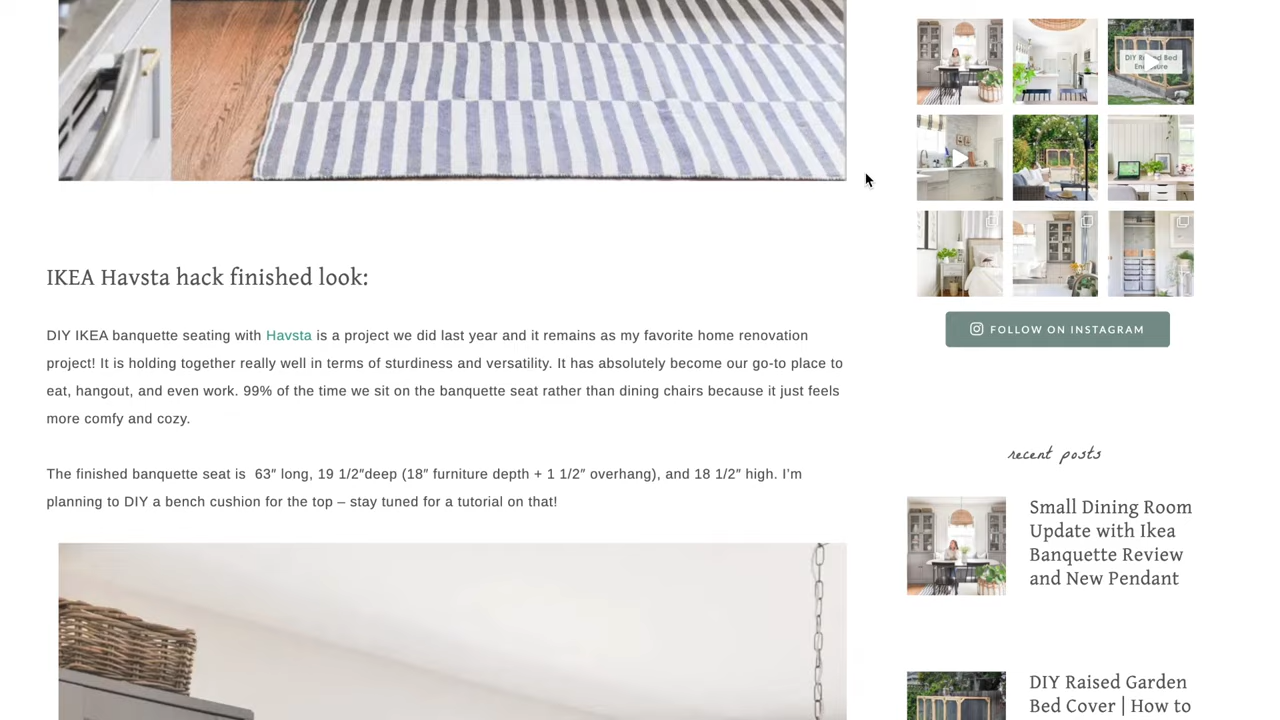 IKEA Havsta hack finished look:
DIY IKEA banquette seating with Havsta is a project we did last year and it remains as my favorite home renovation
project! It is holding together really well in terms of sturdiness and versatility. It has absolutely become our go-to place to
eat, hangout, and even work. 99% of the time we sit on the banquette seat rather than dining chairs because it just feels
more comfy and cozy.
The finished banquette seat is  63″ long, 19 1/2″deep (18″ furniture depth + 1 1/2″ overhang), and 18 1/2″ high. I’m
planning to DIY a bench cushion for the top – stay tuned for a tutorial on that!
FOLLOW ON INSTAGRAM
recent posts
Small Dining Room
Update with Ikea
Banquette Review
and New Pendant
DIY Raised Garden
Bed Cover | How to